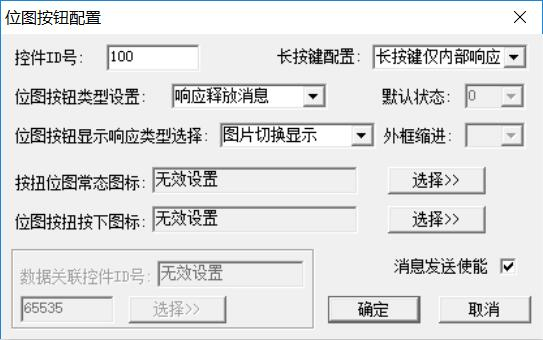 位图按钮配置
控件ID号: 100 长按键配置: 长按键仅内部响应
位图按钮类型设置: 响应释放消息 默认状态: 0
位图按钮显示响应类型选择: 图片切换显示 外框缩进:
按扭位图常态图标: 无效设置 选择>>
位图按扭按下图标: 无效设置 选择>>
数据关联控件ID号: 无效设置 消息发送使能
65535 选择>> 确定 取消